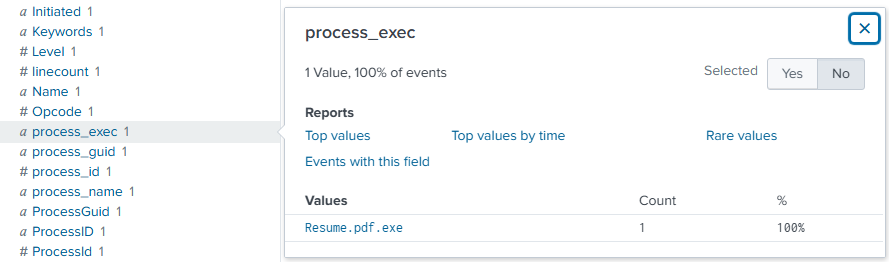 a Initiated 1
a Keywords 1
# Level 1
# linecount 1
a Name 1
# Opcode 1
a process_exec 1
a process_guid 1
# process_id 1
a process_name 1
a ProcessGuid 1
a ProcessID 1
# ProcessId 1
process_exec
×
1 Value, 100% of events
Selected Yes No
Reports
Top values Top values by time Rare values
Events with this field
Values Count %
Resume.pdf.exe 1 100%